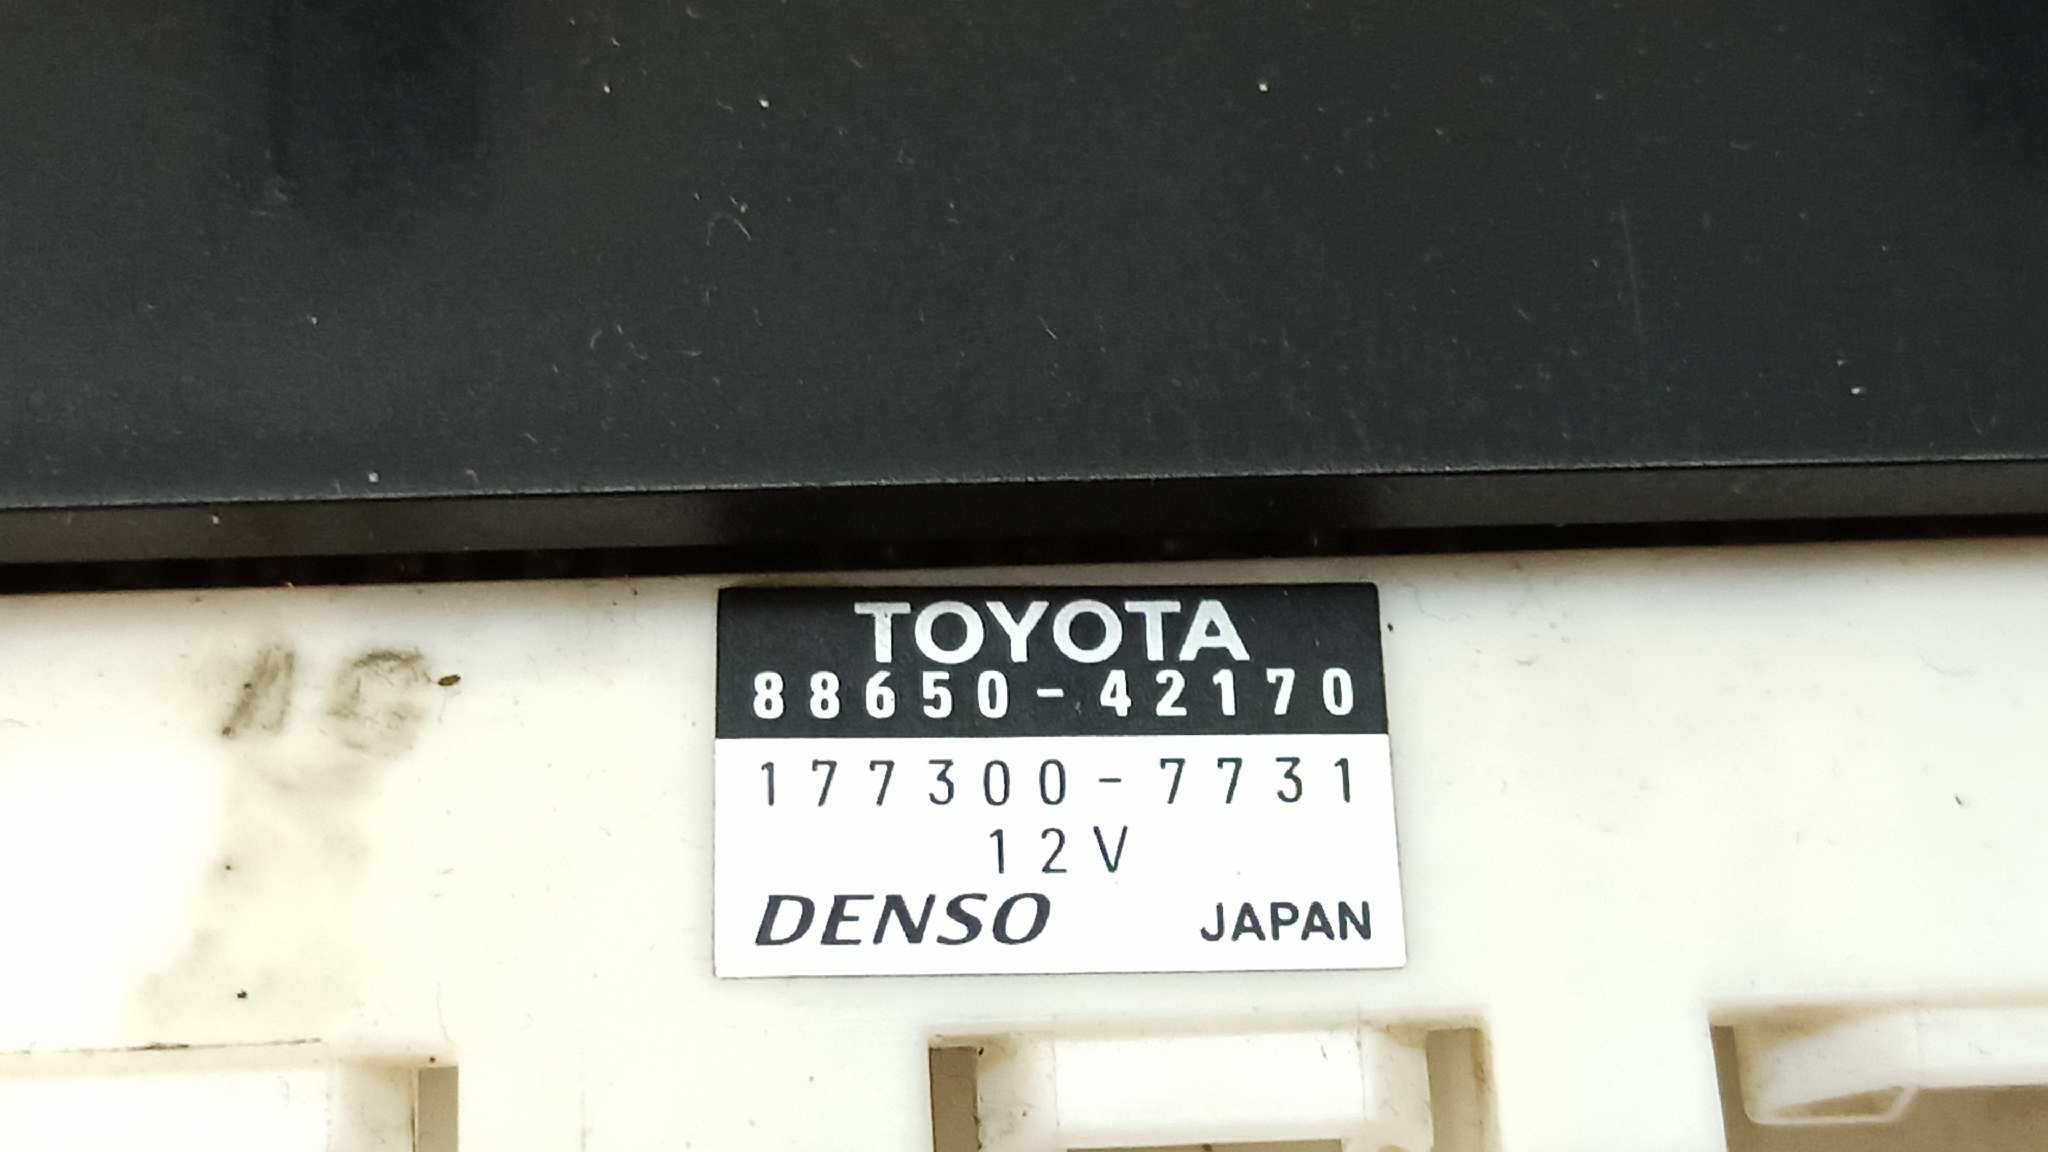 TOYOTA
88650-42170
177300-7731
12V
DENSO JAPAN